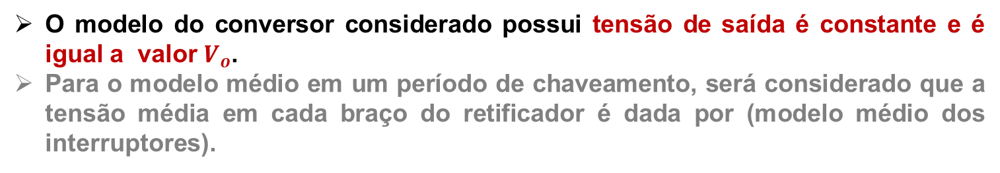 ➢ O modelo do conversor considerado possui tensão de saída é constante e é
igual a valor V_o.
➢ Para o modelo médio em um período de chaveamento, será considerado que a
tensão média em cada braço do retificador é dada por (modelo médio dos
interruptores).